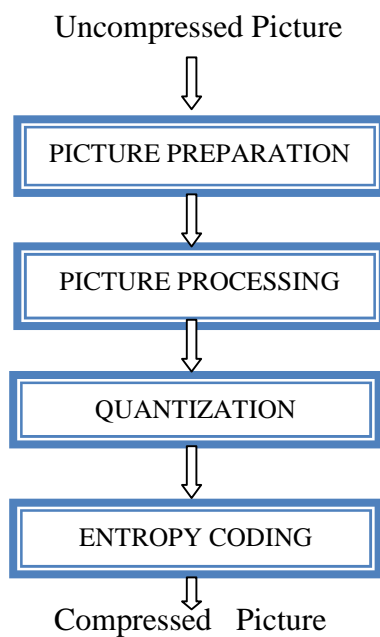 Uncompressed Picture
PICTURE PREPARATION
PICTURE PROCESSING
QUANTIZATION
ENTROPY CODING
Compressed Picture